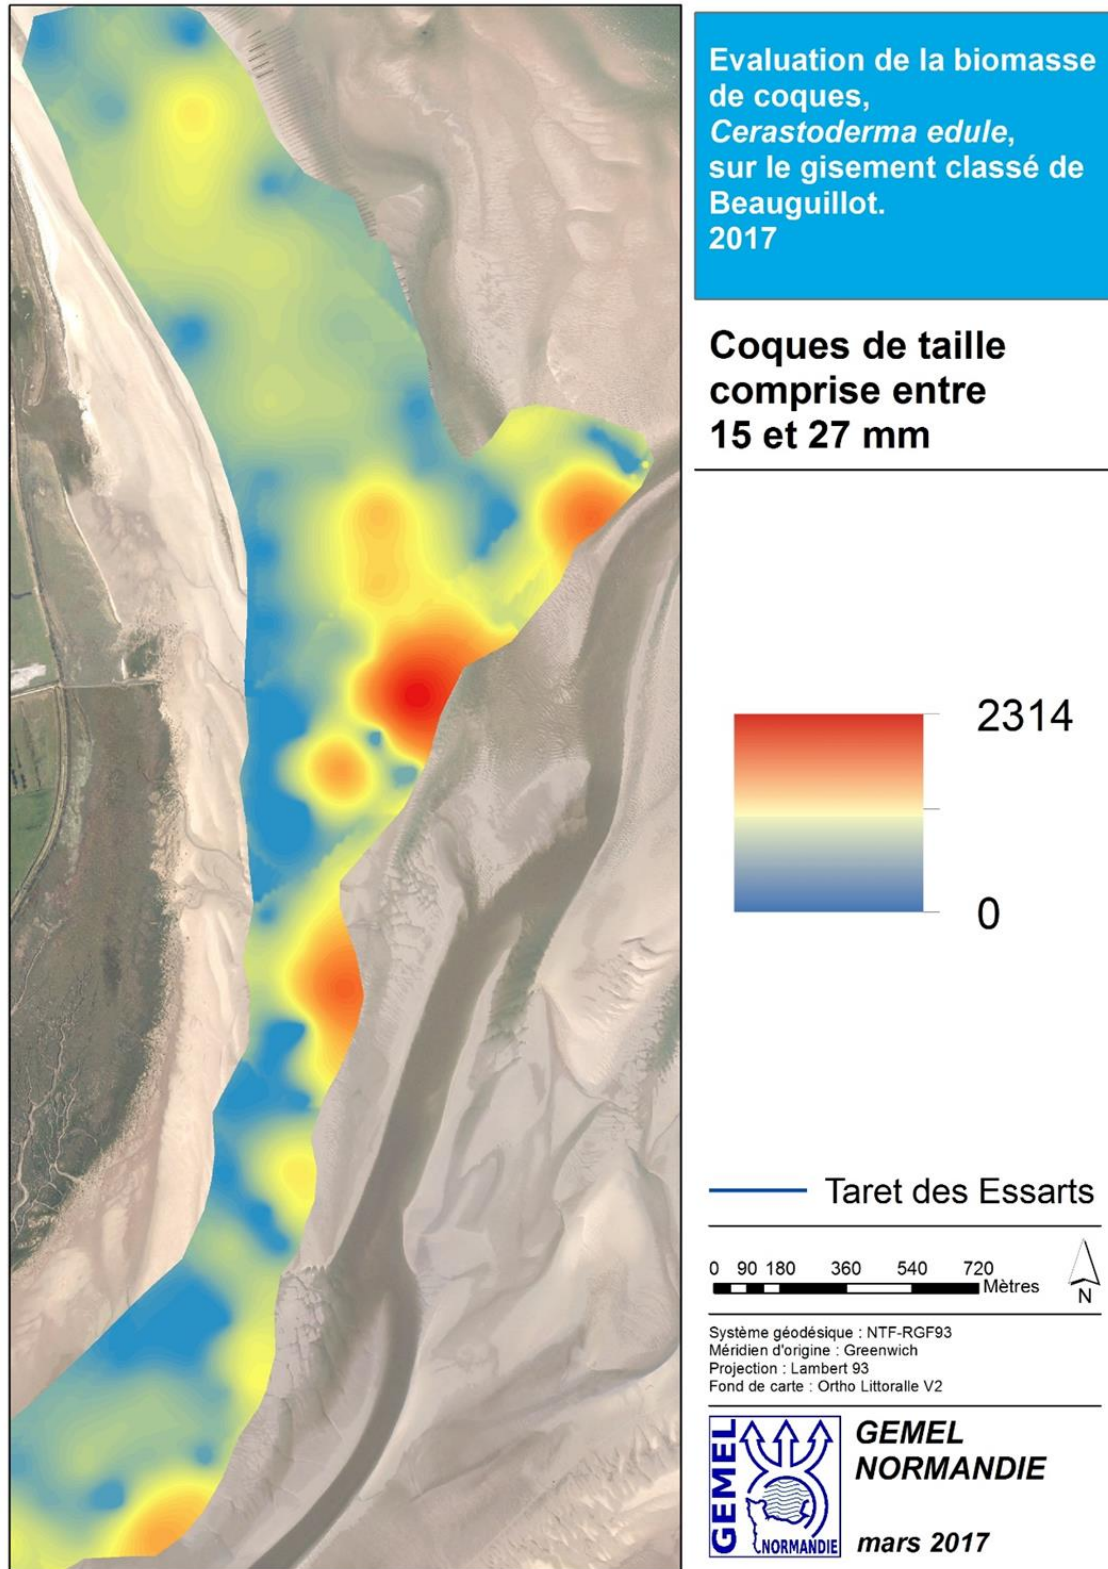 Evaluation de la biomasse
de coques,
Cerastoderma edule,
sur le gisement classé de
Beauguillot.
2017
Coques de taille
comprise entre
15 et 27 mm
2314
0
Taret des Essarts
0 90 180 360 540 720
Mètres
N
Système géodésique : NTF-RGF93
Méridien d'origine : Greenwich
Projection : Lambert 93
Fond de carte : Ortho Littoralle V2
GEMEL
NORMANDIE
GEMEL
NORMANDIE
mars 2017